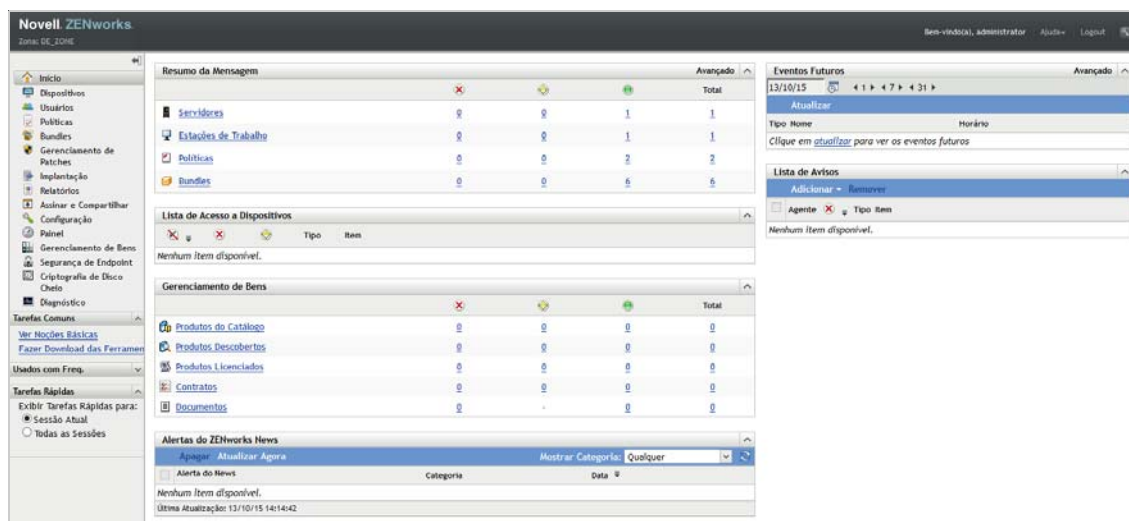 Novell ZENworks
Zona: DE_ZONE
Bem-vindo(a), administrator Ajuda Logout
Início
Dispositivos
Usuários
Políticas
Bundles
Gerenciamento de
Patches
Implantação
Relatórios
Assinar e Compartilhar
Configuração
Painel
Gerenciamento de Bens
Segurança de Endpoint
Criptografia de Disco
Cheio
Diagnóstico
Tarefas Comuns
Ver Noções Básicas
Fazer Download das Ferramen
Usados com Freq.
Tarefas Rápidas
Exibir Tarefas Rápidas para:
Sessão Atual
Todas as Sessões
Resumo da Mensagem Avançado
Total
Servidores 0 0 1 1
Estações de Trabalho 0 0 1 1
Políticas 0 0 2 2
Bundles 0 0 6 6
Lista de Acesso a Dispositivos
Tipo Item
Nenhum item disponível.
Gerenciamento de Bens
Total
Produtos do Catálogo 0 0 0 0
Produtos Descobertos 0 0 0 0
Produtos Licenciados 0 0 0 0
Contratos 0 0 0 0
Documentos 0 - 0 0
Alertas do ZENworks News
Apagar Atualizar Agora Mostrar Categoria: Qualquer
Alerta do News Categoria Data
Nenhum item disponível.
Última Atualização: 13/10/15 14:14:42
Eventos Futuros Avançado
13/10/15 1 7 31
Atualizar
Tipo Nome Horário
Clique em atualizar para ver os eventos futuros
Lista de Avisos
Adicionar Remover
Agente Tipo Item
Nenhum item disponível.